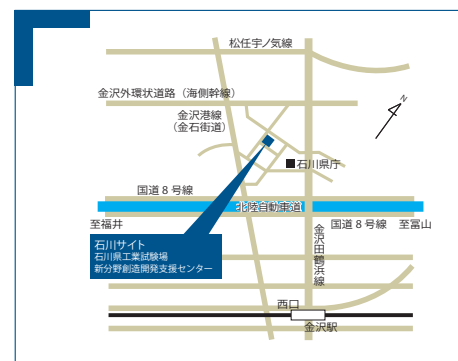 松任宇ノ気線
金沢外環状道路（海側幹線）
金沢港線
（金石街道）
N
石川県庁
国道８号線
北陸自動車道
至福井
国道８号線
至富山
石川サイト
石川県工業試験場
新分野創造開発支援センター
金沢田鶴浜線
西口
金沢駅